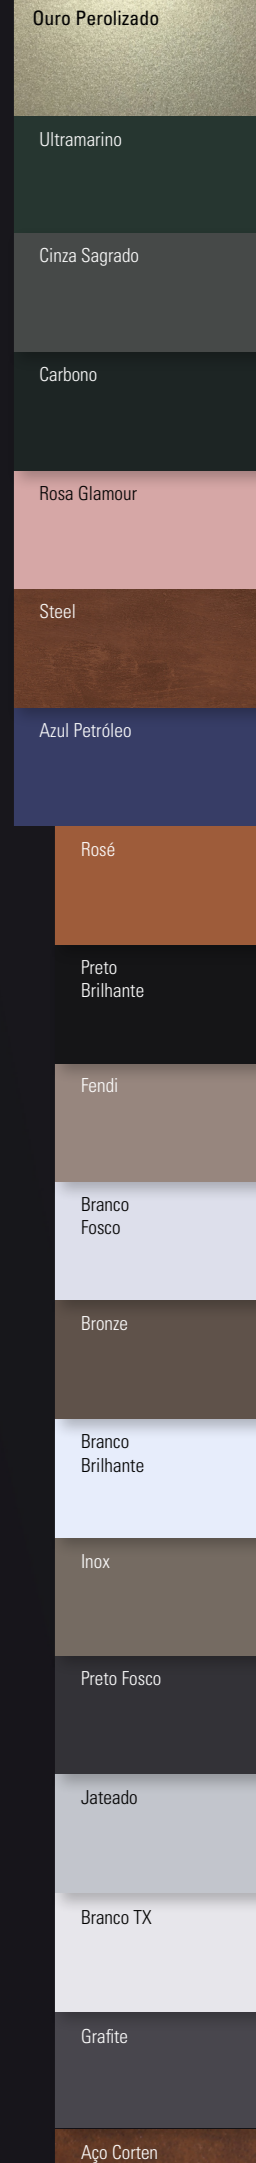 Ouro Perolizado
Ultramarino
Cinza Sagrado
Carbono
Rosa Glamour
Steel
Azul Petróleo
Rosé
Preto
Brilhante
Fendi
Branco
Fosco
Bronze
Branco
Brilhante
Inox
Preto Fosco
Jateado
Branco TX
Grafite
Aço Corten